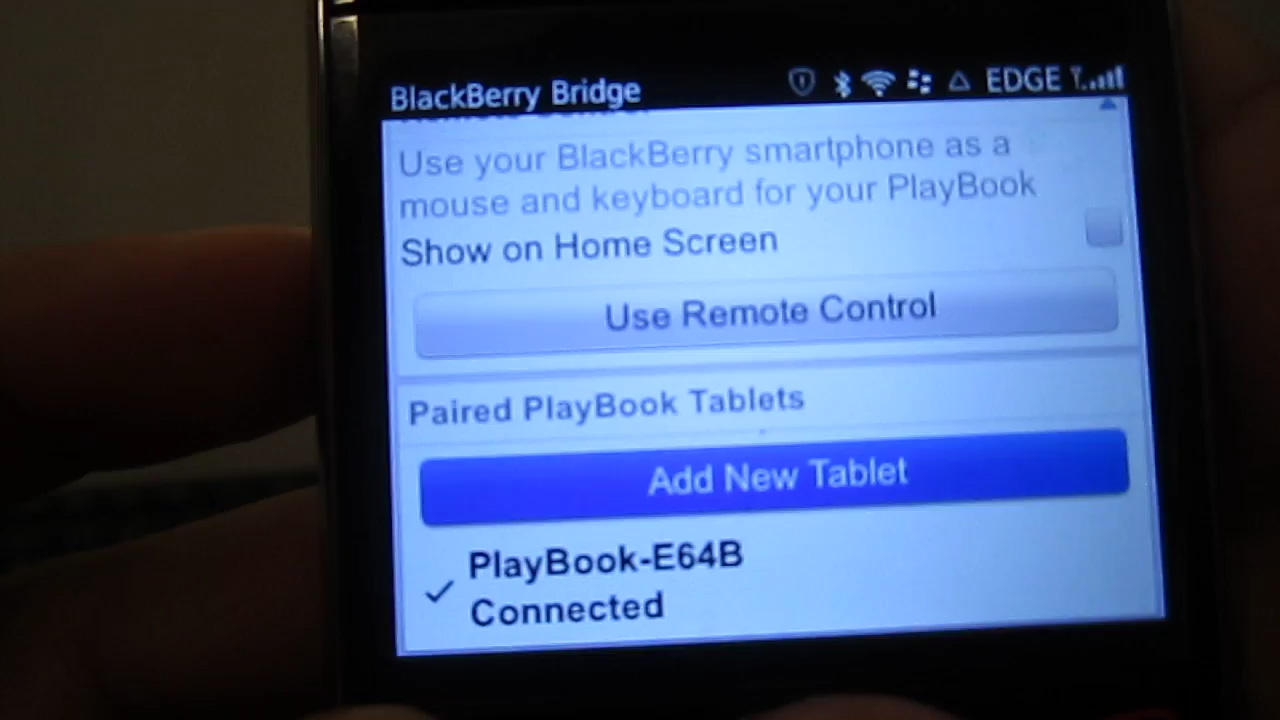 BlackBerry Bridge
EDGE
Use your BlackBerry smartphone as a
mouse and keyboard for your PlayBook
Show on Home Screen
Use Remote Control
Paired PlayBook Tablets
Add New Tablet
PlayBook-E64B
Connected